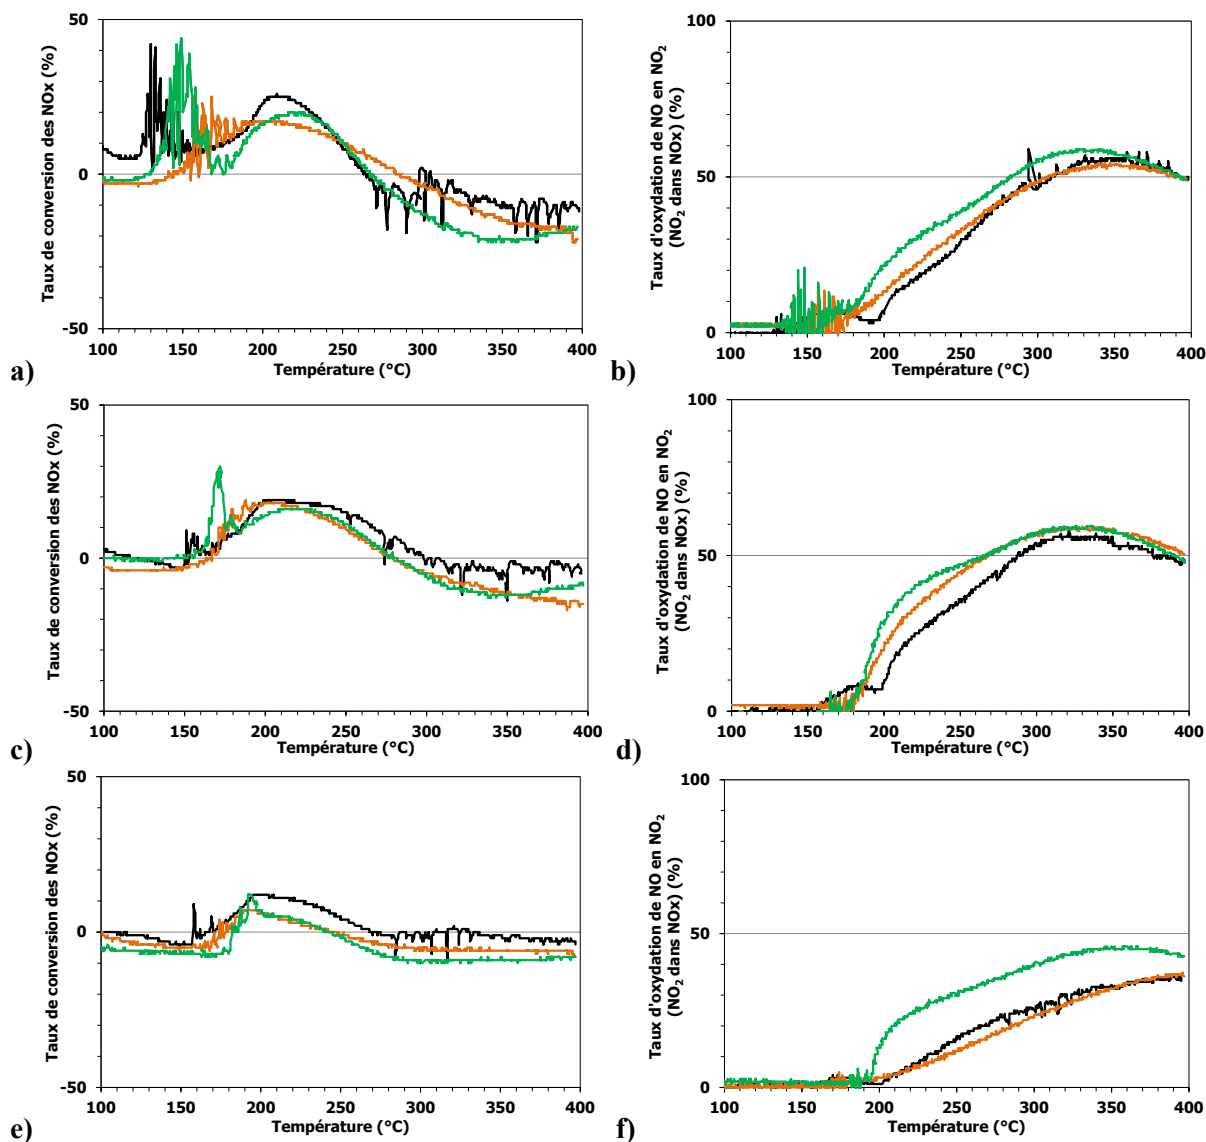 Taux de conversion des NOx (%)
50
0
-50
100 150 200 250 300 350 400
Température (°C)
a)
Taux d'oxydation de NO en NO2
(NO2 dans NOx) (%)
100
50
0
100 150 200 250 300 350 400
Température (°C)
b)
Taux de conversion des NOx (%)
50
0
-50
100 150 200 250 300 350 400
Température (°C)
c)
Taux d'oxydation de NO en NO2
(NO2 dans NOx) (%)
100
50
0
100 150 200 250 300 350 400
Température (°C)
d)
Taux de conversion des NOx (%)
50
0
-50
100 150 200 250 300 350 400
Température (°C)
e)
Taux d'oxydation de NO en NO2
(NO2 dans NOx) (%)
100
50
0
100 150 200 250 300 350 400
Température (°C)
f)